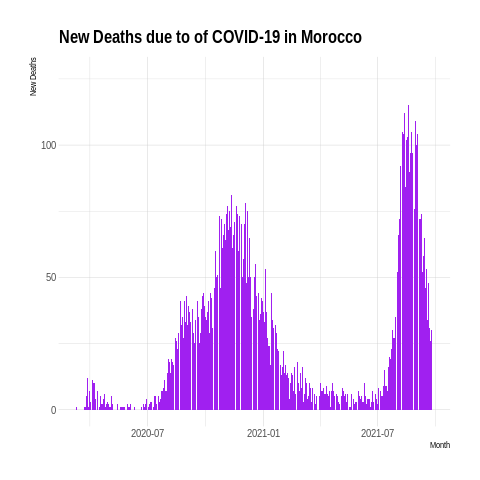 New Deaths due to of COVID-19 in Morocco
New Deaths
100
50
0
2020-07
2021-01
2021-07
Month